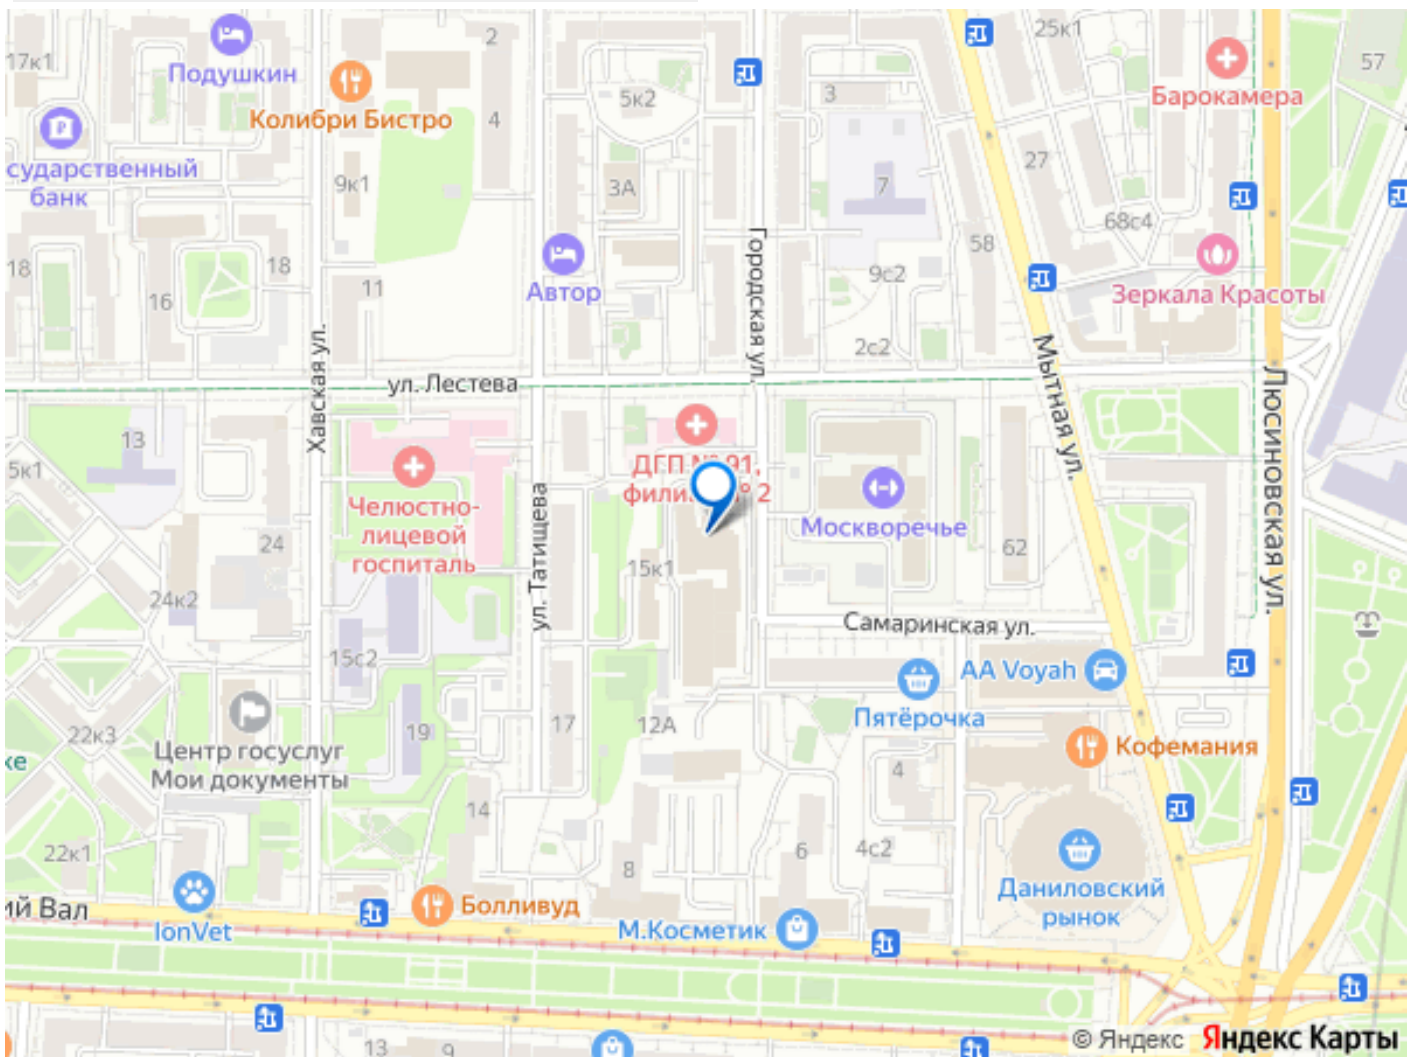 2
25к1
17к1
57
Подушкин
5к2
3
Барокамера
Колибри Бистро
4
сударственный
банк
9к1
3А
7
27
68с4
58
Городская ул.
18
18
9с2
Автор
11
16
Зеркала Красоты
Хавская ул.
2с2
Мытная ул.
ул. Лестева
Люсиновская ул.
13
5к1
ДГП № 91,
2
Челюстно-
лицевой
госпиталь
Москворечье
ул. Татищева
24
62
15к1
24к2
Самаринская ул.
15с2
AA Voyah
Пятёрочка
22к3
19
17
12А
Центр госуслуг
Мои документы
Кофемания
ке
4
14
22к1
8
6
4с2
Даниловский
рынок
ий Вал
IonVet
Болливуд
М.Косметик
13
9
© Яндекс Яндекс Карты